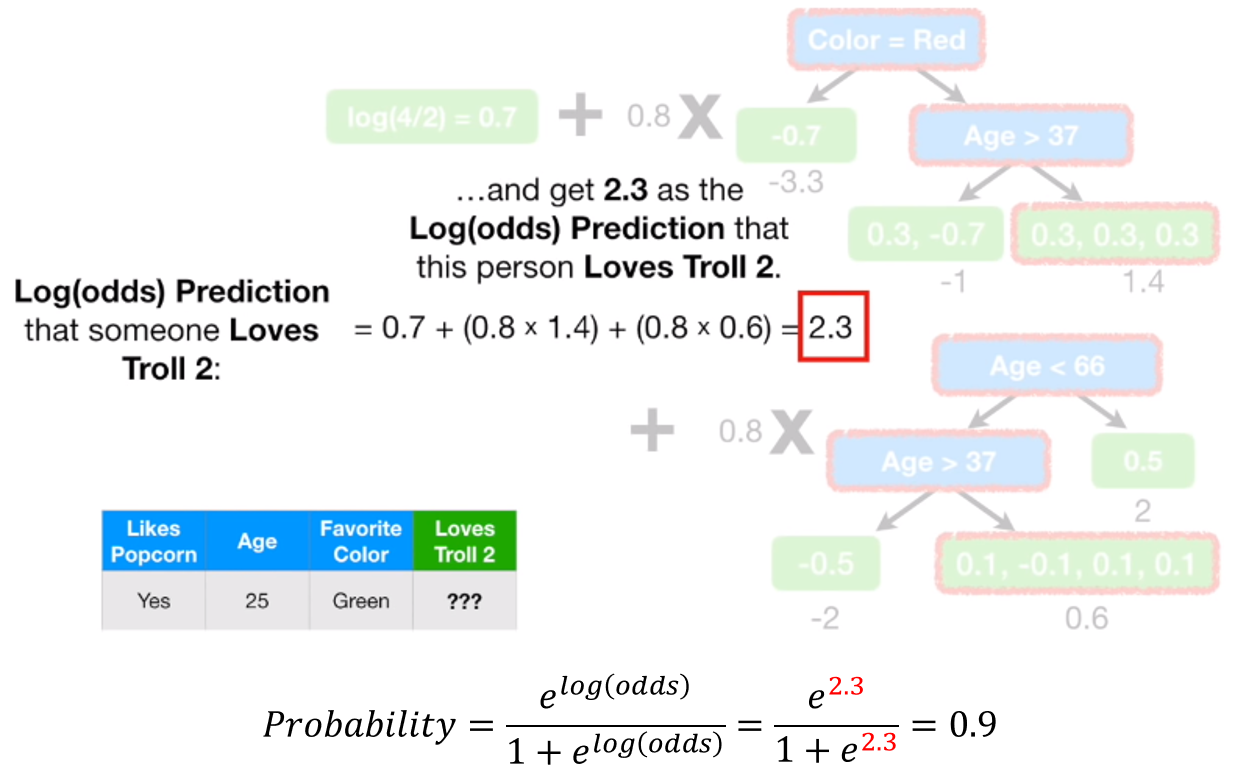 Color = Red
log(4/2) = 0.7 + 0.8 X
-0.7
Age > 37
-3.3
…and get 2.3 as the
Log(odds) Prediction that
this person Loves Troll 2.
0.3, -0.7
0.3, 0.3, 0.3
-1
1.4
Log(odds) Prediction
that someone Loves
Troll 2:
= 0.7 + (0.8 × 1.4) + (0.8 × 0.6) = 2.3
Age < 66
+ 0.8 X
Age > 37
0.5
2
-0.5
0.1, -0.1, 0.1, 0.1
-2
0.6
Likes Popcorn Age Favorite Color Loves Troll 2
Yes 25 Green ???
Probability = e^log(odds) / 1 + e^log(odds) = e^2.3 / 1 + e^2.3 = 0.9